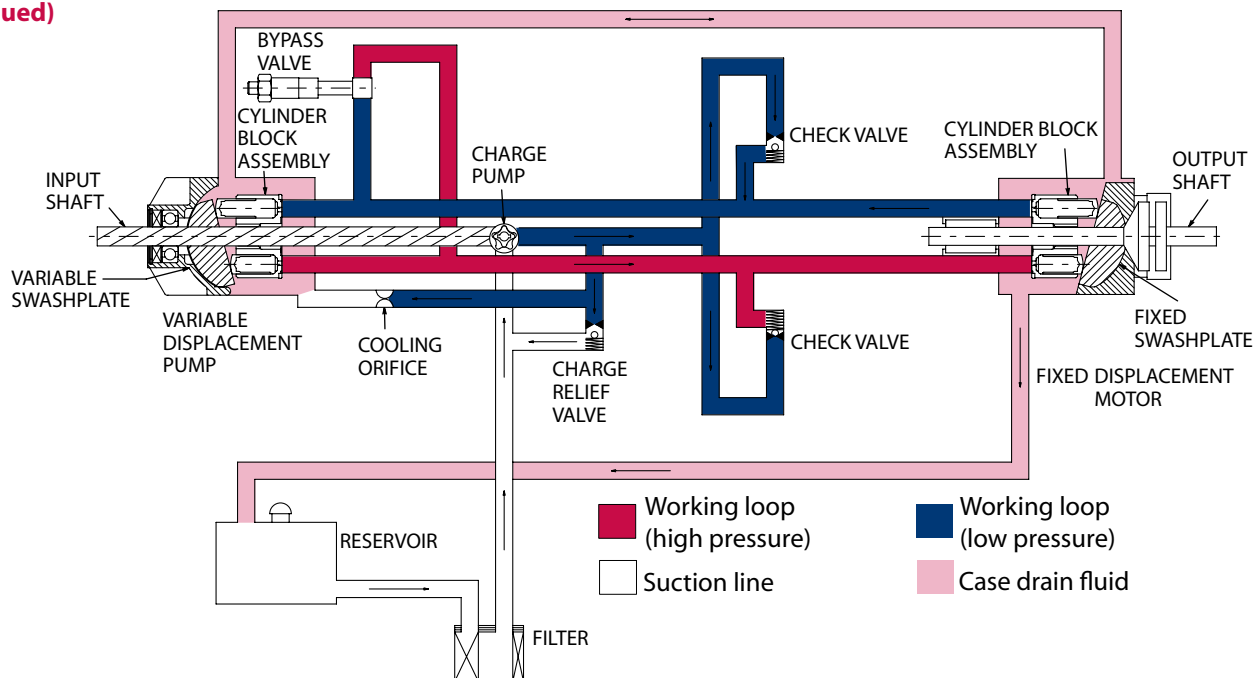 ued)
BYPASS
VALVE
CYLINDER
BLOCK
ASSEMBLY
CHARGE
PUMP
CHECK VALVE
CYLINDER BLOCK
ASSEMBLY
OUTPUT
SHAFT
INPUT
SHAFT
VARIABLE
SWASHPLATE
VARIABLE
DISPLACEMENT
PUMP
COOLING
ORIFICE
CHARGE
RELIEF
VALVE
CHECK VALVE
FIXED
SWASHPLATE
FIXED DISPLACEMENT
MOTOR
RESERVOIR
FILTER
Working loop
(high pressure)
Working loop
(low pressure)
Suction line
Case drain fluid